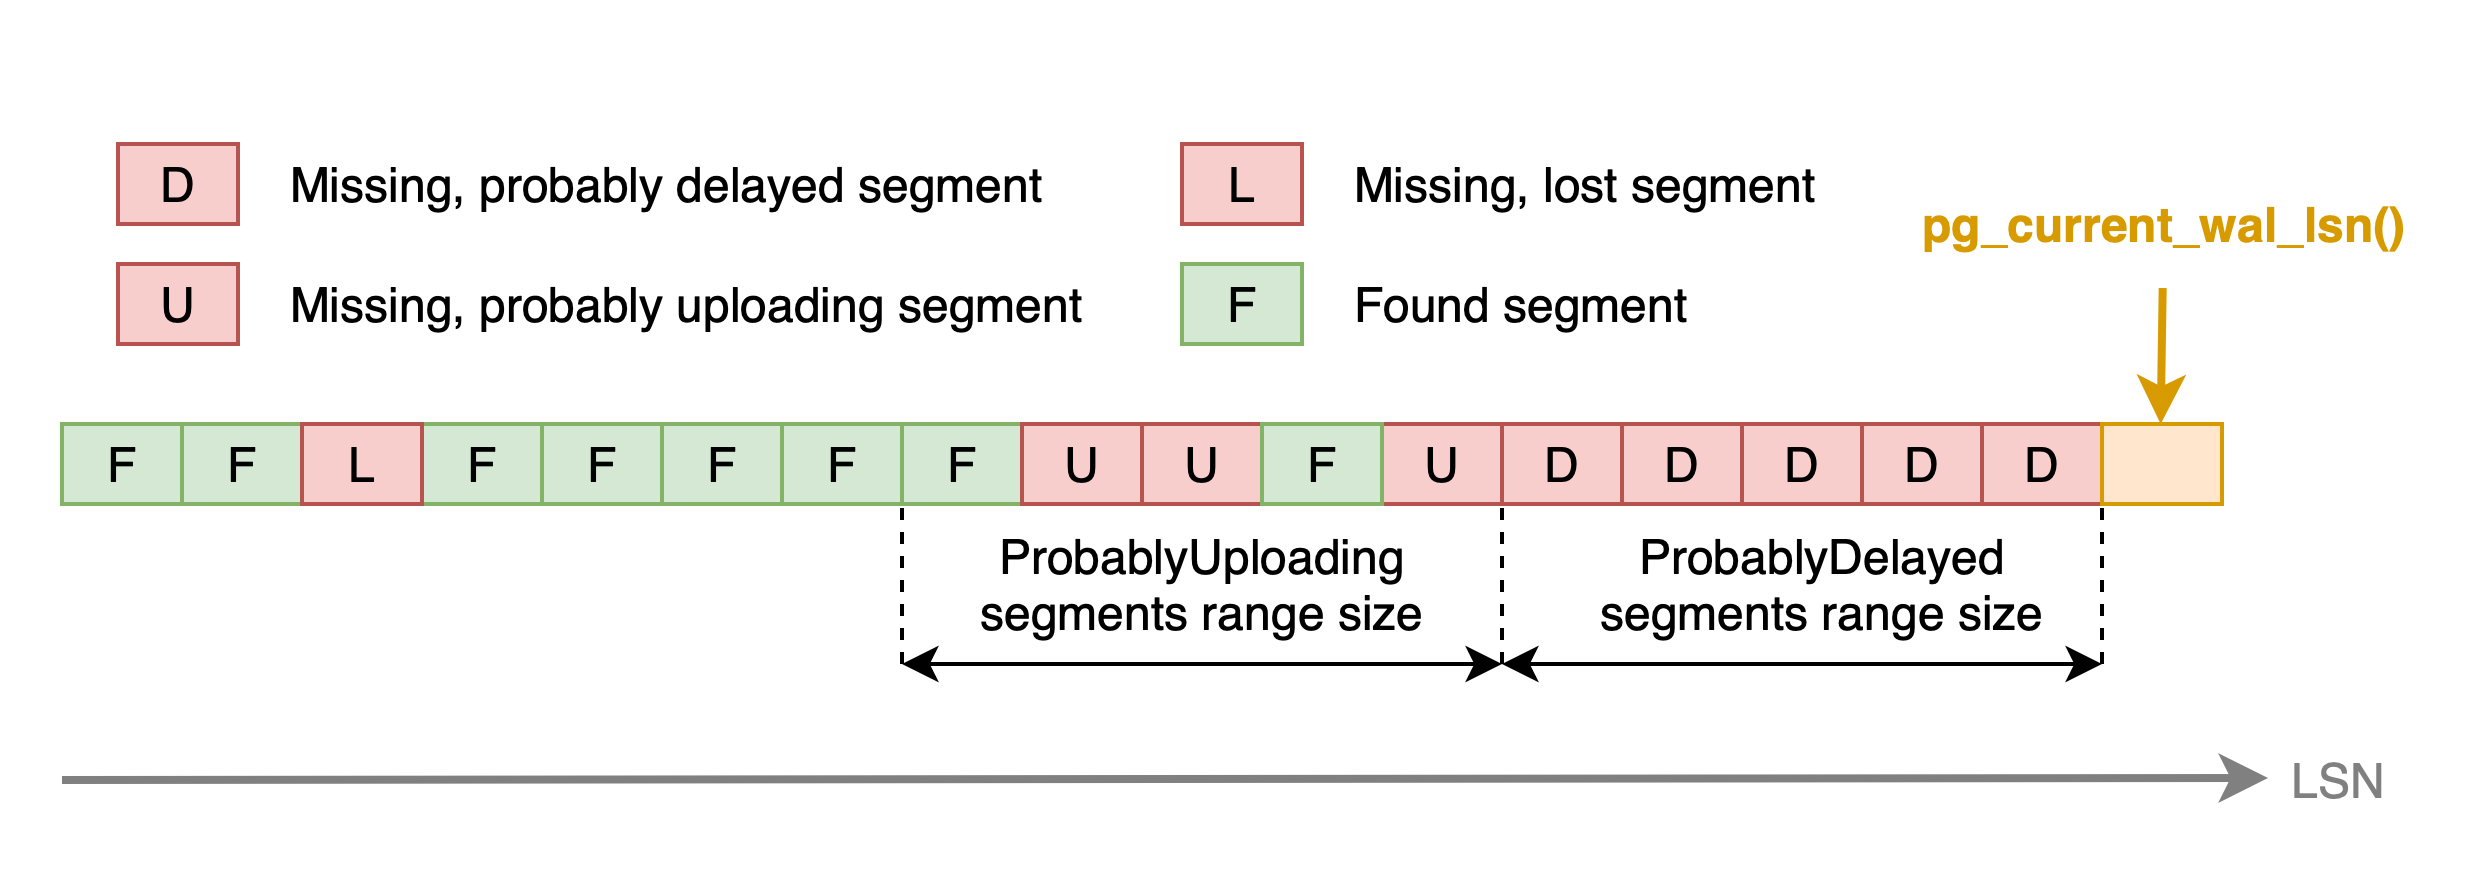 D Missing, probably delayed segment
L Missing, lost segment
pg_current_wal_lsn()
U Missing, probably uploading segment
F Found segment
F F L F F F F F U U F U D D D D D
ProbablyUploading
segments range size
ProbablyDelayed
segments range size
LSN